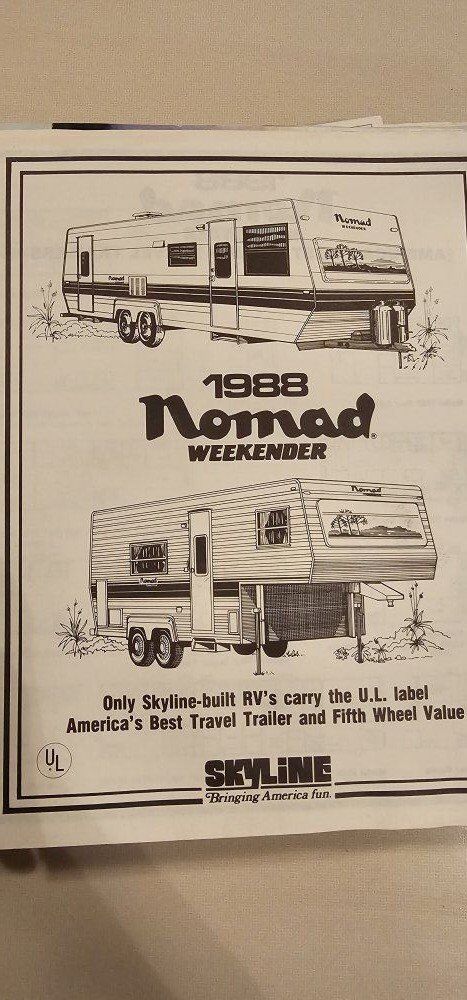 Nomad
WEEKENDER
Nomad
1988
Nomad®
WEEKENDER
Nomad
Nomad
Only Skyline-built RV's carry the U.L. label
America's Best Travel Trailer and Fifth Wheel Value
UL
SKYLiNE
Bringing America fun.